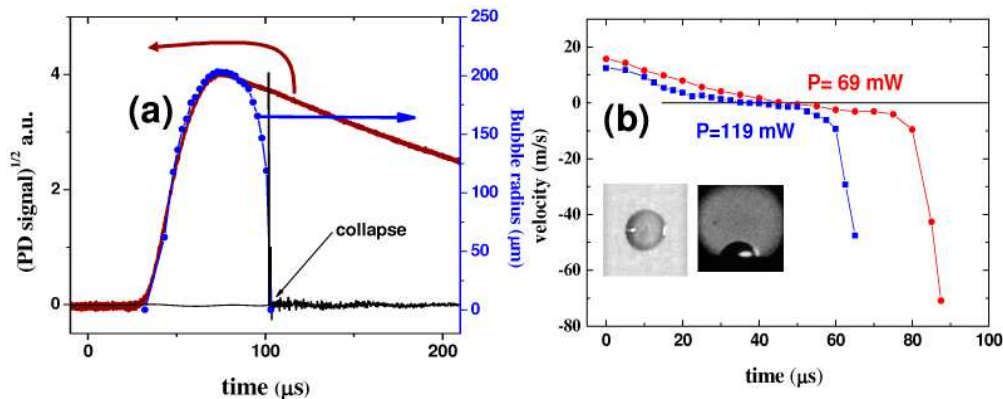 (a)
(PD signal)^1/2 a.u.
4
2
0
250
200
150
100
50
0
Bubble radius (μm)
collapse
0
100
200
time (μs)
(b)
P= 69 mW
P=119 mW
velocity (m/s)
20
0
-20
-40
-60
-80
0
20
40
60
80
100
time (μs)